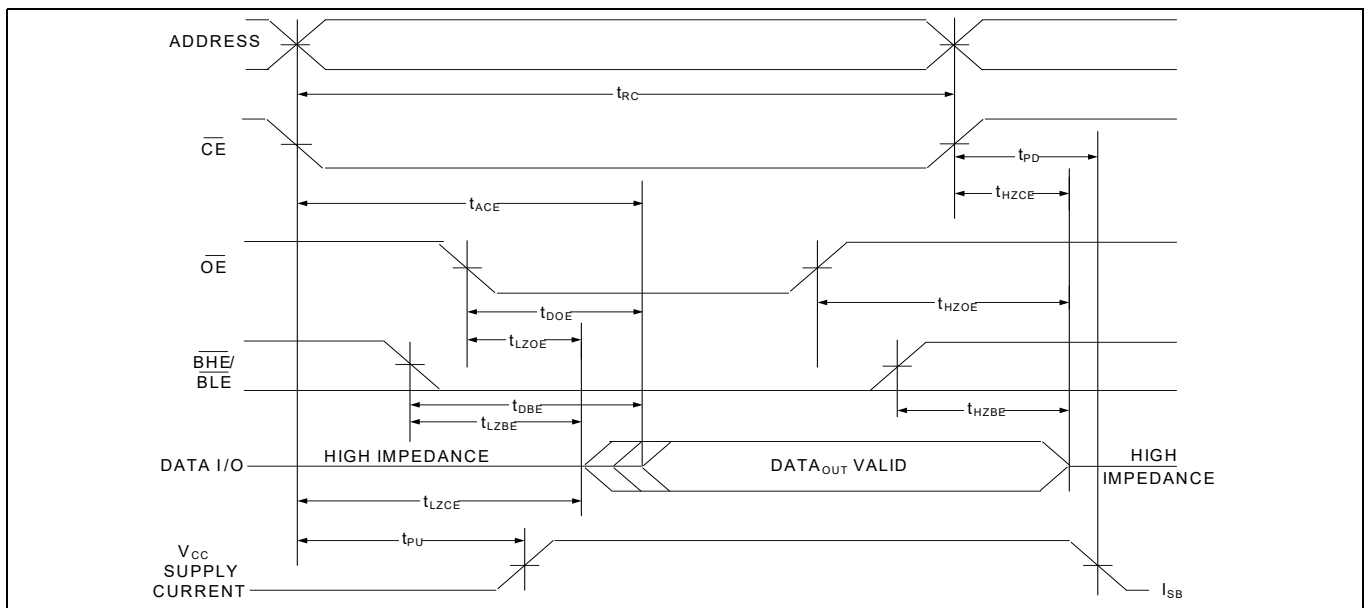 ADDRESS
tRC
CE
tPD
tHZCE
tACE
OE
tHZOE
tDOE
tLZOE
BHE/
BLE
tDBE
tHZBE
tLZBE
DATA I/O
HIGH IMPEDANCE
DATAOUT VALID
HIGH
IMPEDANCE
tLZCE
tPU
VCC
SUPPLY
CURRENT
ISB